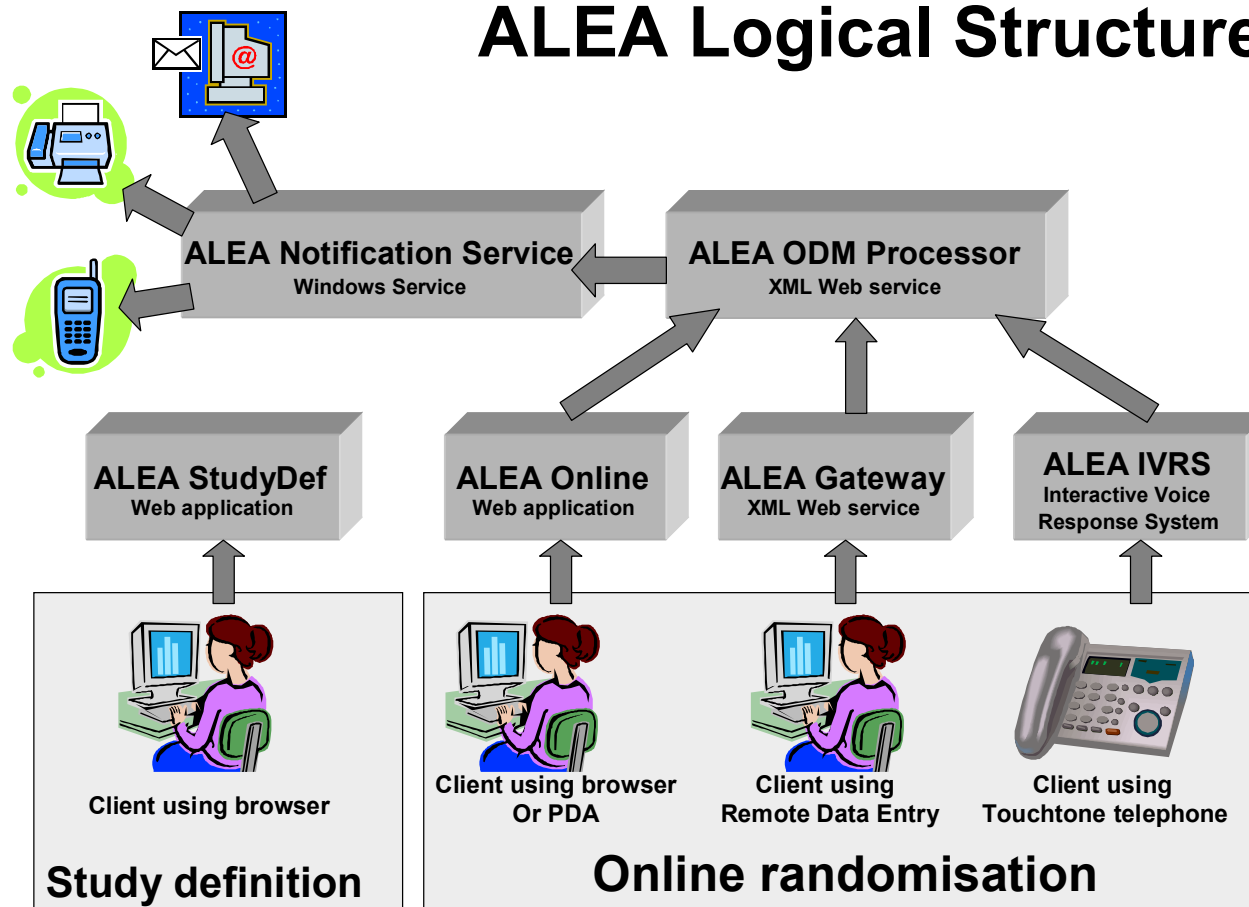 ALEA Logical Structure
@
ALEA Notification Service
Windows Service
ALEA ODM Processor
XML Web service
ALEA StudyDef
Web application
ALEA Online
Web application
ALEA Gateway
XML Web service
ALEA IVRS
Interactive Voice
Response System
Client using browser
Client using browser
Or PDA
Client using
Remote Data Entry
Client using
Touchtone telephone
Study definition
Online randomisation